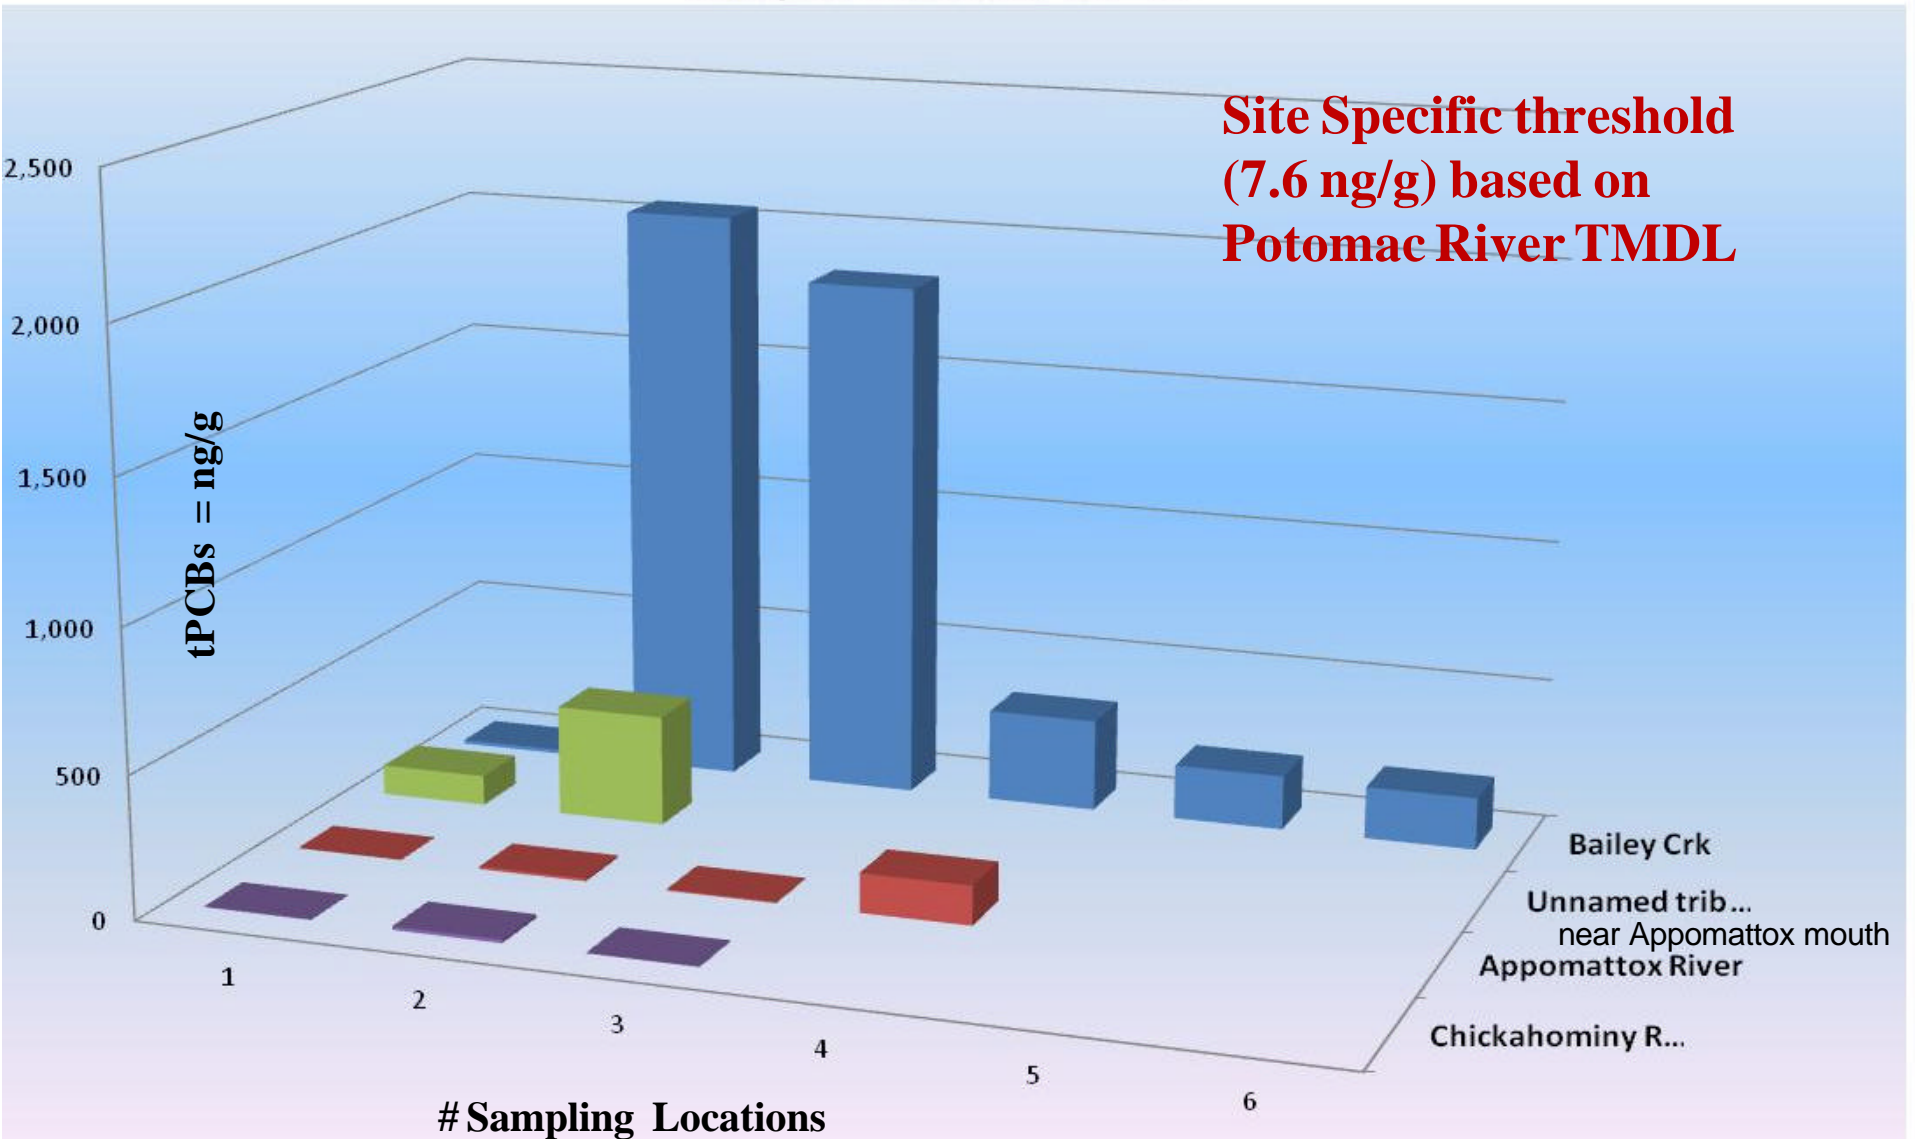 Site Specific threshold
(7.6 ng/g) based on
Potomac River TMDL
2,500
2,000
1,500
1,000
500
0
tPCBs = ng/g
1
2
3
4
5
6
# Sampling Locations
Bailey Crk
Unnamed trib...
near Appomattox mouth
Appomattox River
Chickahominy R...